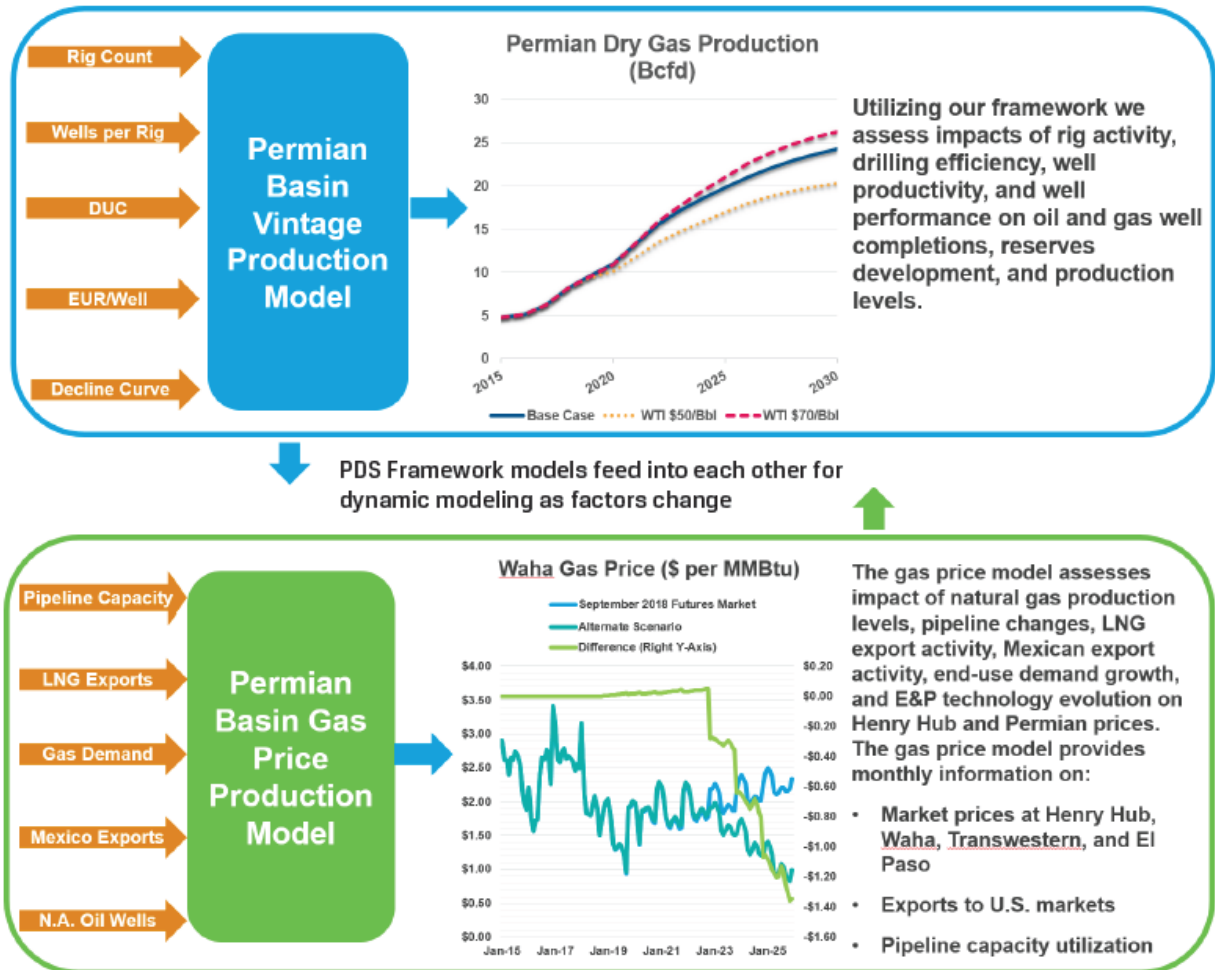 Rig Count
Wells per Rig
DUC
EUR/Well
Decline Curve
Permian
Basin
Vintage
Production
Model
Permian Dry Gas Production
(Bcfd)
30
25
20
15
10
5
0
2015
2020
2025
2030
Base Case
WTI $50/Bbl
WTI $70/Bbl
Utilizing our framework we
assess impacts of rig activity,
drilling efficiency, well
productivity, and well
performance on oil and gas well
completions, reserves
development, and production
levels.
PDS Framework models feed into each other for
dynamic modeling as factors change
Pipeline Capacity
LNG Exports
Gas Demand
Mexico Exports
N.A. Oil Wells
Permian
Basin Gas
Price
Production
Model
Waha Gas Price ($ per MMBtu)
September 2018 Futures Market
Alternate Scenario
Difference (Right Y-Axis)
$4.00
$3.50
$3.00
$2.50
$2.00
$1.50
$1.00
$0.50
$0.00
$0.20
$0.00
-$0.20
-$0.40
-$0.60
-$0.80
-$1.00
-$1.20
-$1.40
-$1.60
Jan-15
Jan-17
Jan-19
Jan-21
Jan-23
Jan-25
The gas price model assesses
impact of natural gas production
levels, pipeline changes, LNG
export activity, Mexican export
activity, end-use demand growth,
and E&P technology evolution on
Henry Hub and Permian prices.
The gas price model provides
monthly information on:
• Market prices at Henry Hub,
Waha, Transwestern, and El
Paso
• Exports to U.S. markets
• Pipeline capacity utilization